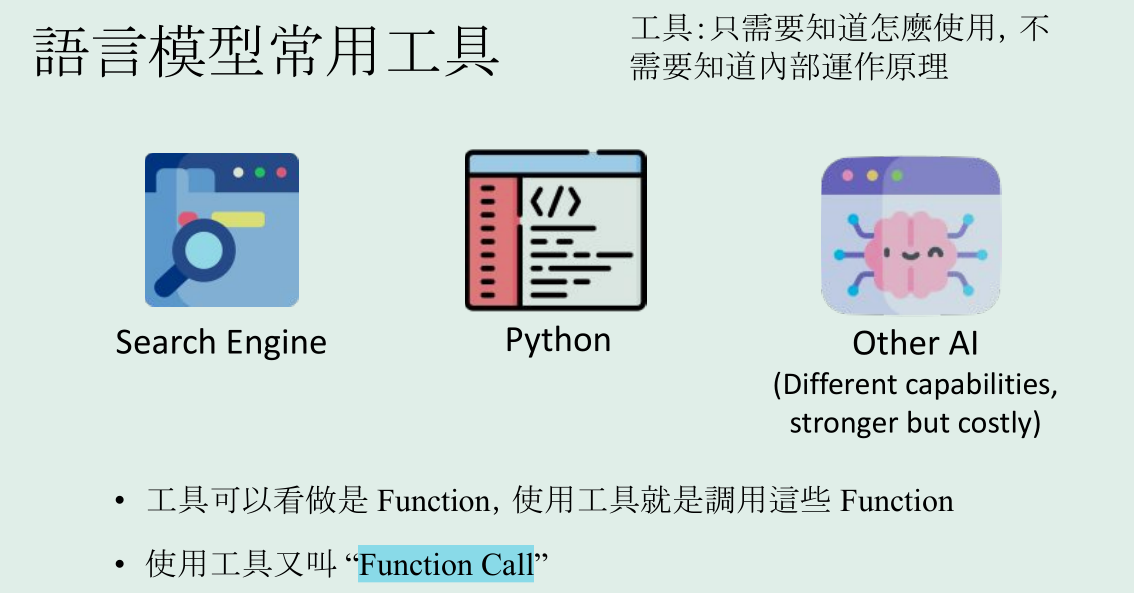 語言模型常用工具
工具:只需要知道怎麼使用, 不
需要知道內部運作原理
</>
Search Engine
Python
Other AI
(Different capabilities,
stronger but costly)
• 工具可以看做是 Function, 使用工具就是調用這些 Function
• 使用工具又叫 “Function Call”